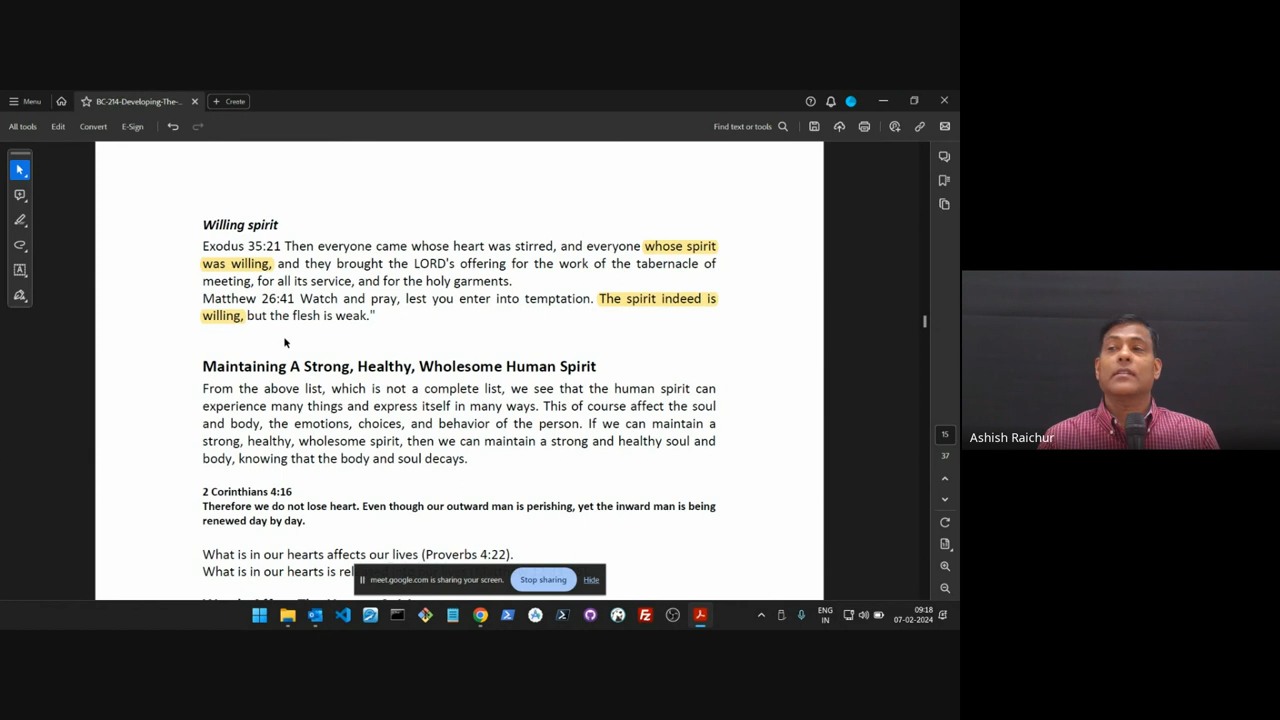 Menu
BC-214-Developing-The-...
Create
All tools
Edit
Convert
E-Sign
Find text or tools
Willing spirit
Exodus 35:21 Then everyone came whose heart was stirred, and everyone whose spirit
was willing, and they brought the LORD's offering for the work of the tabernacle of
meeting, for all its service, and for the holy garments.
Matthew 26:41 Watch and pray, lest you enter into temptation. The spirit indeed is
willing, but the flesh is weak."
Maintaining A Strong, Healthy, Wholesome Human Spirit
From the above list, which is not a complete list, we see that the human spirit can
experience many things and express itself in many ways. This of course affect the soul
and body, the emotions, choices, and behavior of the person. If we can maintain a
strong, healthy, wholesome spirit, then we can maintain a strong and healthy soul and
body, knowing that the body and soul decays.
2 Corinthians 4:16
Therefore we do not lose heart. Even though our outward man is perishing, yet the inward man is being
renewed day by day.
What is in our hearts affects our lives (Proverbs 4:22).
What is in our hearts is rel
meet.google.com is sharing your screen.
Stop sharing
Hide
15
37
ENG
IN
09:18
07-02-2024
Ashish Raichur